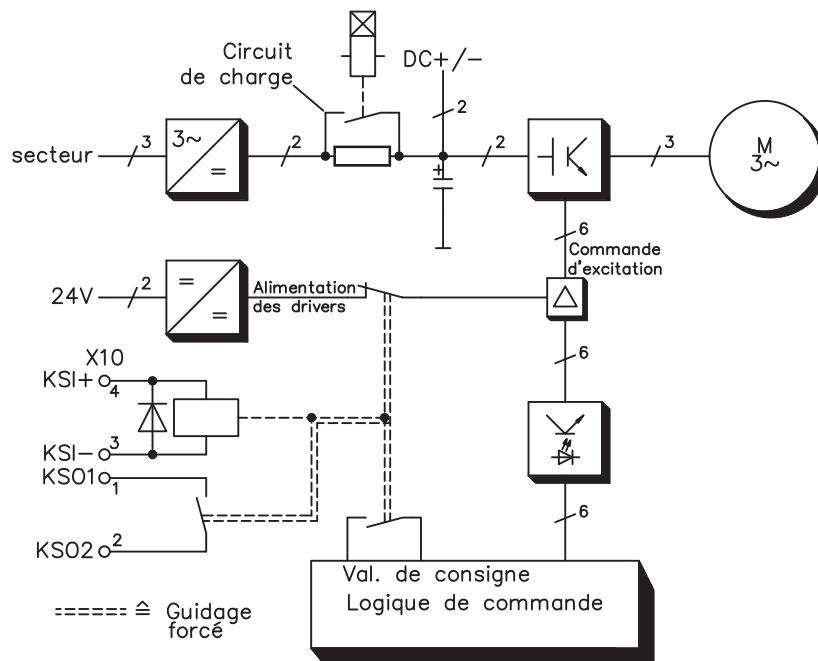 Circuit
de charge
DC+/-
2
secteur
3
3~
=
2
2
3
M
3~
6
Commande
d'excitation
24V
2
=
=
Alimentation
des drivers
6
X10
KSI+
4
KSI-
3
KSO1
1
KSO2
2
6
Val. de consigne
Logique de commande
≙ Guidage
forcé